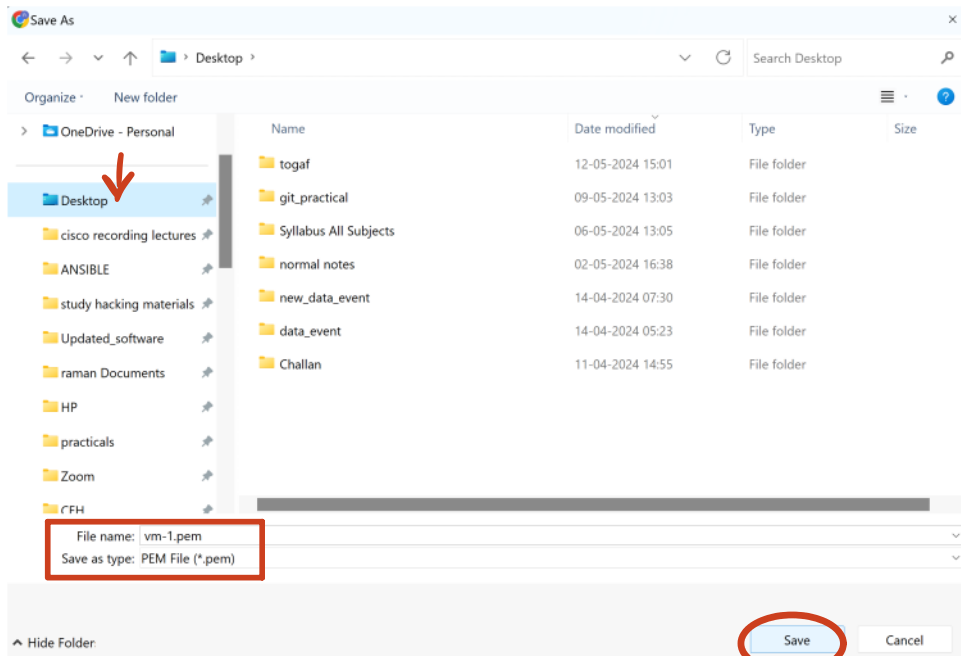 Save As
Desktop
Search Desktop
Organize
New folder
OneDrive - Personal
Desktop
cisco recording lectures
ANSIBLE
study hacking materials
Updated_software
raman Documents
HP
practicals
Zoom
CEH
Name Date modified Type Size
togaf 12-05-2024 15:01 File folder
git_practical 09-05-2024 13:03 File folder
Syllabus All Subjects 06-05-2024 13:05 File folder
normal notes 02-05-2024 16:38 File folder
new_data_event 14-04-2024 07:30 File folder
data_event 14-04-2024 05:23 File folder
Challan 11-04-2024 14:55 File folder
File name: vm-1.pem
Save as type: PEM File (*.pem)
Hide Folder
Save
Cancel